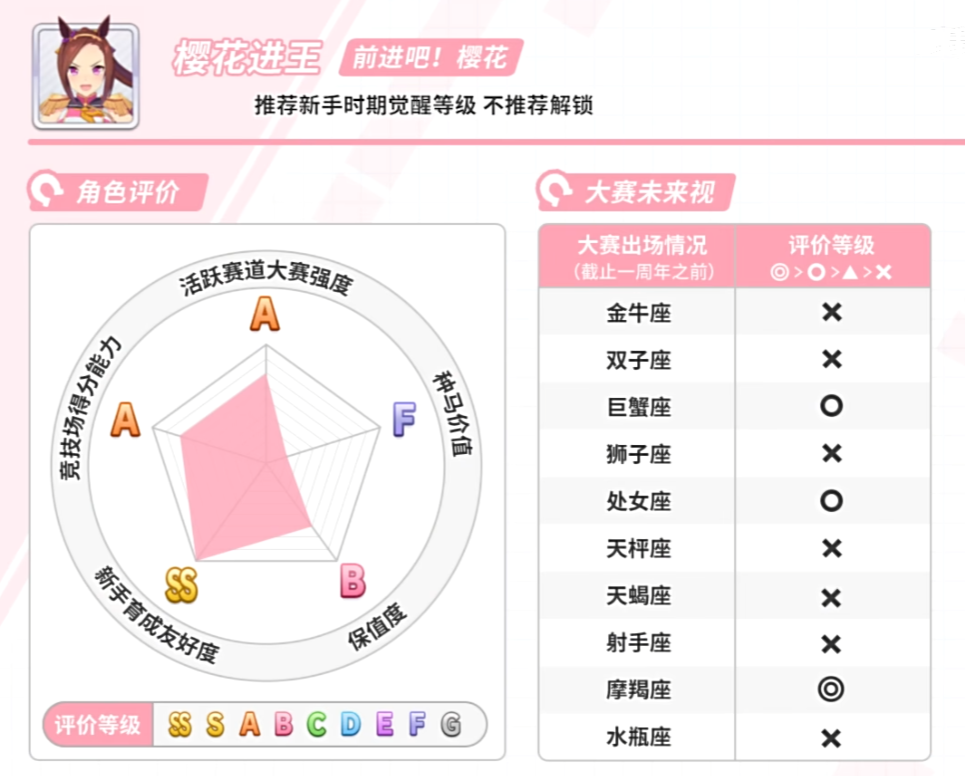 樱花进王
前进吧！樱花
推荐新手时期觉醒等级 不推荐解锁
角色评价
活跃赛道大赛强度
A
竞技场得分能力
A
种马价值
F
新手育成友好度
SS
保值度
B
评价等级 SS S A B C D E F G
大赛未来视
大赛出场情况 评价等级
（截止一周年之前） ◎>○>▲>×
金牛座 ×
双子座 ×
巨蟹座 ○
狮子座 ×
处女座 ○
天枰座 ×
天蝎座 ×
射手座 ×
摩羯座 ◎
水瓶座 ×